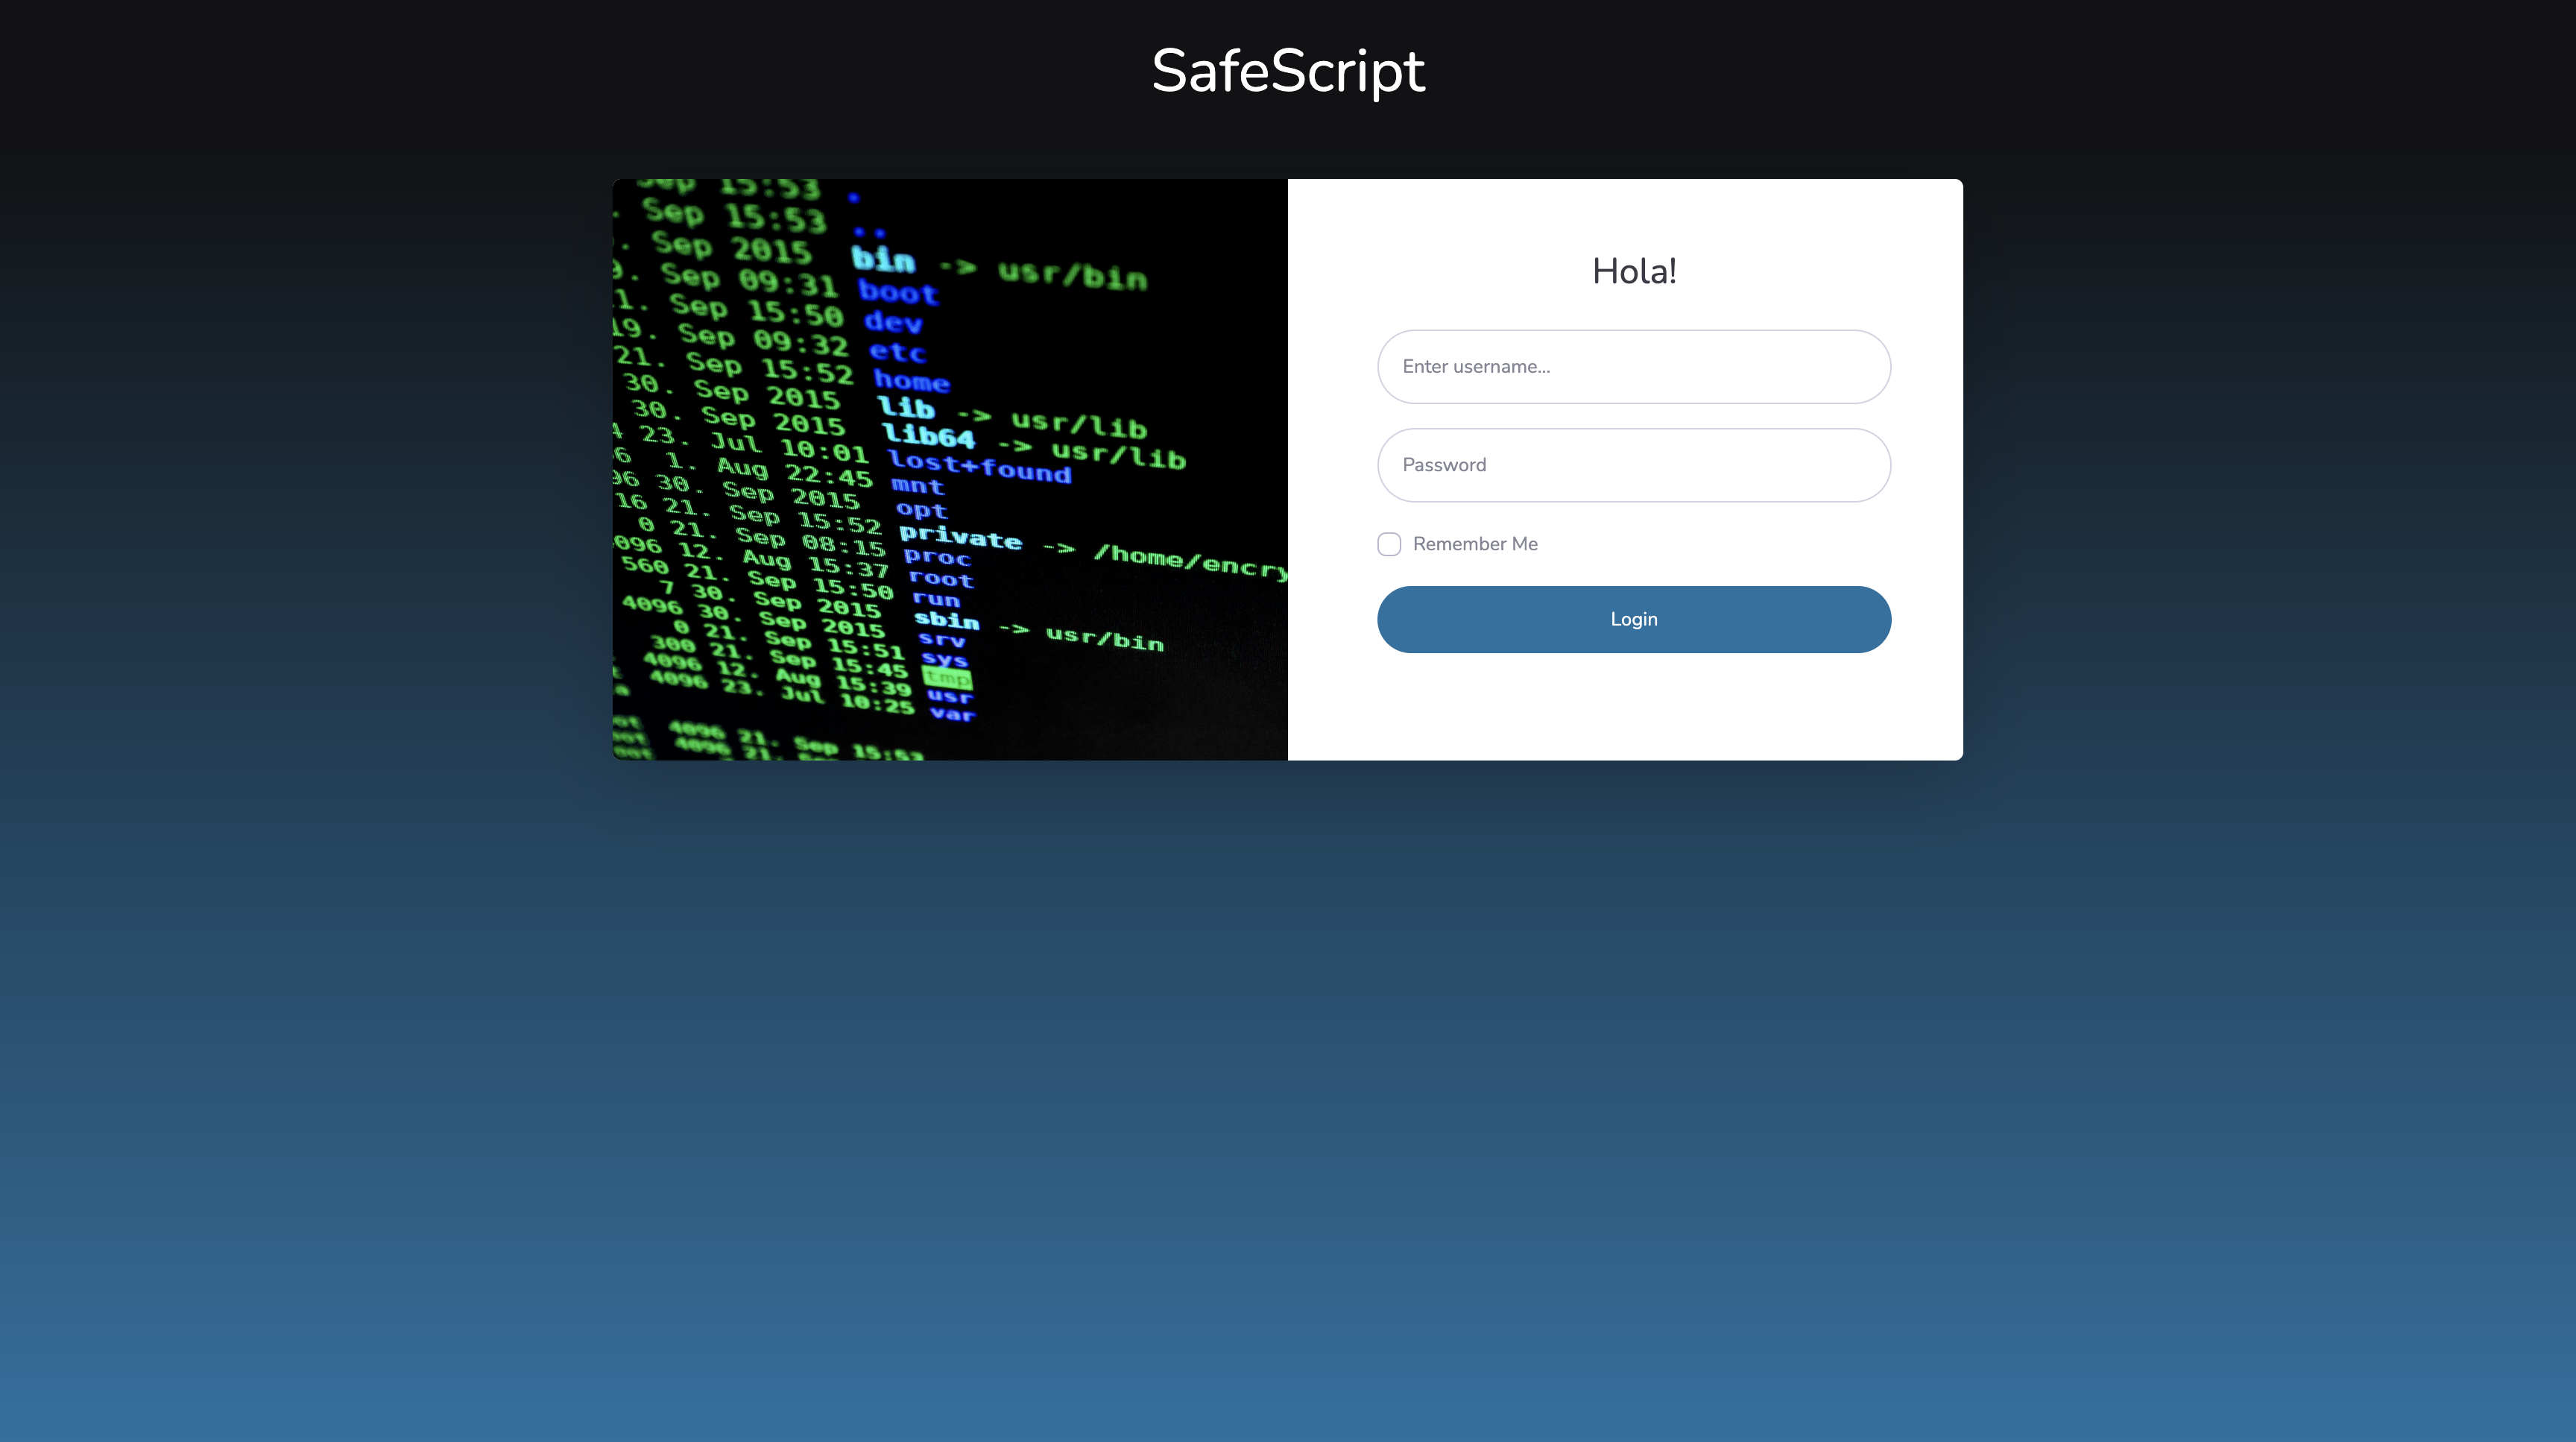 SafeScript
Sep 15:53 .
. Sep 15:53 ..
. Sep 2015 bin -> usr/bin
. Sep 09:31 boot
1. Sep 15:50 dev
19. Sep 09:32 etc
21. Sep 15:52 home
30. Sep 2015 lib -> usr/lib
30. Sep 2015 lib64 -> usr/lib
23. Jul 10:01 lost+found
1. Aug 22:45 mnt
96 30. Sep 2015 opt
16 21. Sep 15:52 private -> /home/encry
0 21. Sep 08:15 proc
4096 12. Aug 15:37 root
560 21. Sep 15:50 run
7 30. Sep 2015 sbin -> usr/bin
4096 30. Sep 2015 srv
0 21. Sep 15:51 sys
300 21. Sep 15:45 tmp
4096 12. Aug 15:39 usr
4096 23. Jul 10:25 var
4096 21. Sep 15:53
4096 21.
Hola!
Enter username...
Password
Remember Me
Login